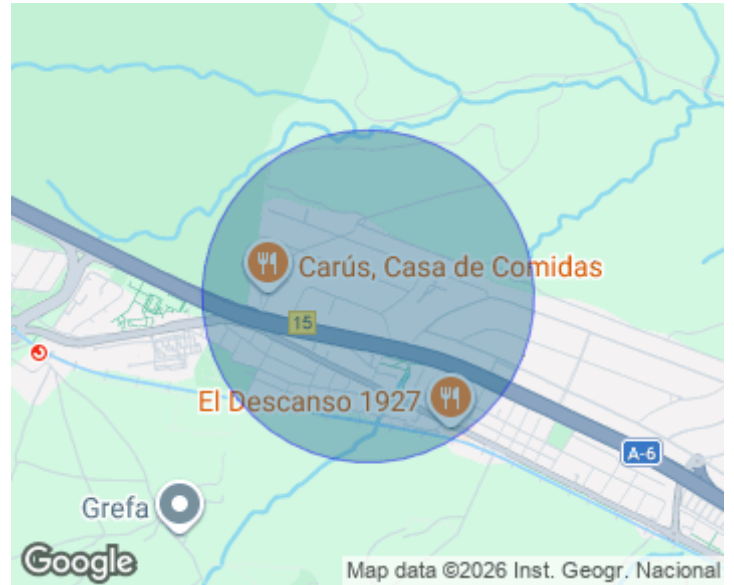 Carús, Casa de Comidas
15
El Descanso 1927
A-6
Grefa
Google
Map data ©2026 Inst. Geogr. Nacional